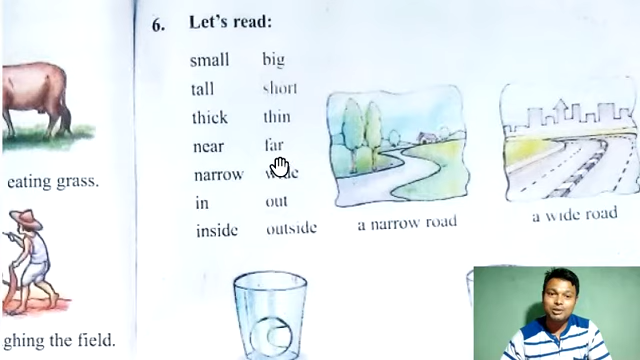 6. Let's read:
small big
tall short
thick thin
near far
narrow wide
in out
inside outside
eating grass.
ghing the field.
a narrow road
a wide road